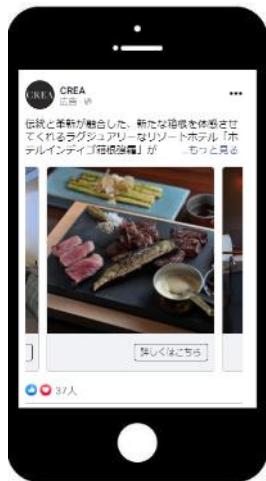 CREA
CREA
広告
伝統と革新が融合した、新たな箱根を体感させ
てくれるラグジュアリーなリゾートホテル「ホ
テルインディゴ箱根強羅」が ...もっと見る
詳しくはこちら
37人